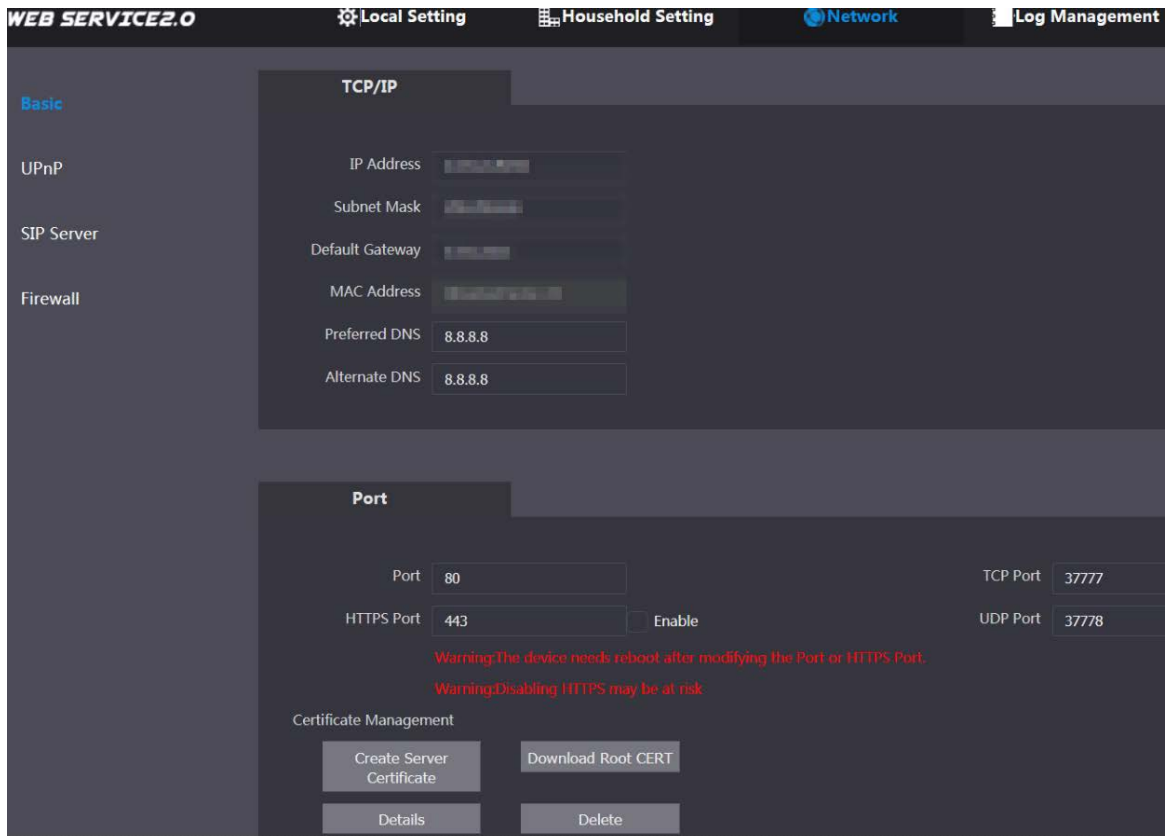 WEB SERVICE2.0
Local Setting
Household Setting
Network
Log Management
Basic
UPnP
SIP Server
Firewall
TCP/IP
IP Address
Subnet Mask
Default Gateway
MAC Address
Preferred DNS 8.8.8.8
Alternate DNS 8.8.8.8
Port
Port 80
TCP Port 37777
HTTPS Port 443 Enable
UDP Port 37778
Warning:The device needs reboot after modifying the Port or HTTPS Port.
Warning:Disabling HTTPS may be at risk
Certificate Management
Create Server
Certificate
Download Root CERT
Details
Delete